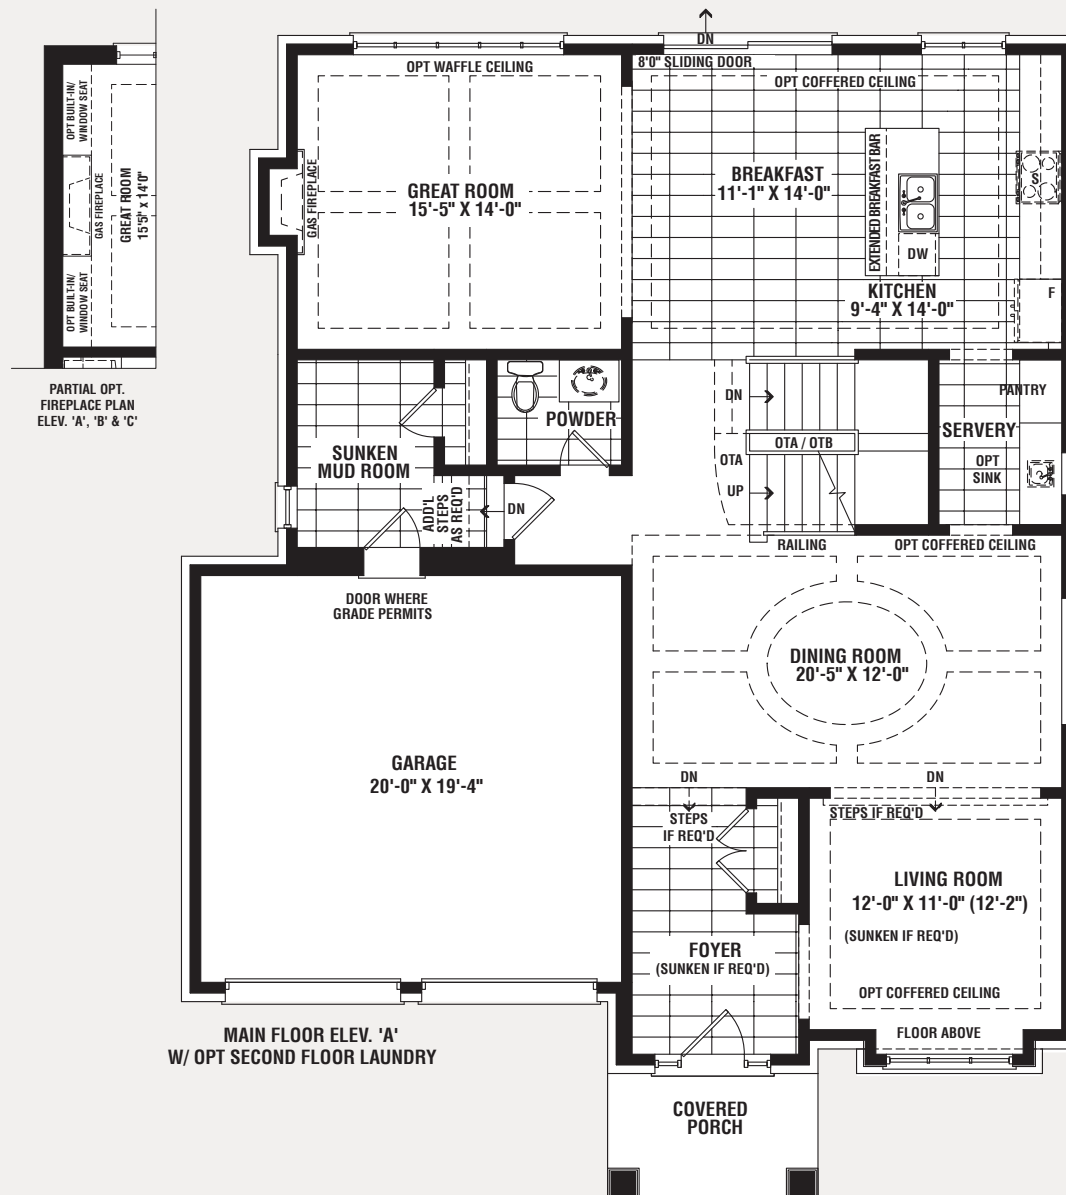 DN
OPT WAFFLE CEILING
8'0" SLIDING DOOR
OPT COFFERED CEILING
OPT BUILT-IN/
WINDOW SEAT
GAS FIREPLACE
GREAT ROOM
15'5" X 14'0"
OPT BUILT-IN/
WINDOW SEAT
PARTIAL OPT.
FIREPLACE PLAN
ELEV. 'A', 'B' & 'C'
GAS FIREPLACE
GREAT ROOM
15'-5" X 14'-0"
BREAKFAST
11'-1" X 14'-0"
EXTENDED BREAKFAST BAR
DW
S
F
KITCHEN
9'-4" X 14'-0"
SUNKEN
MUD ROOM
POWDER
DN
OTA / OTB
OTA
UP
PANTRY
SERVERY
OPT
SINK
ADD'L
STEPS
AS REQ'D
DN
RAILING
OPT COFFERED CEILING
DOOR WHERE
GRADE PERMITS
DINING ROOM
20'-5" X 12'-0"
GARAGE
20'-0" X 19'-4"
DN
DN
STEPS
IF REQ'D
STEPS IF REQ'D
LIVING ROOM
12'-0" X 11'-0" (12'-2")
(SUNKEN IF REQ'D)
FOYER
(SUNKEN IF REQ'D)
OPT COFFERED CEILING
FLOOR ABOVE
MAIN FLOOR ELEV. 'A'
W/ OPT SECOND FLOOR LAUNDRY
COVERED
PORCH